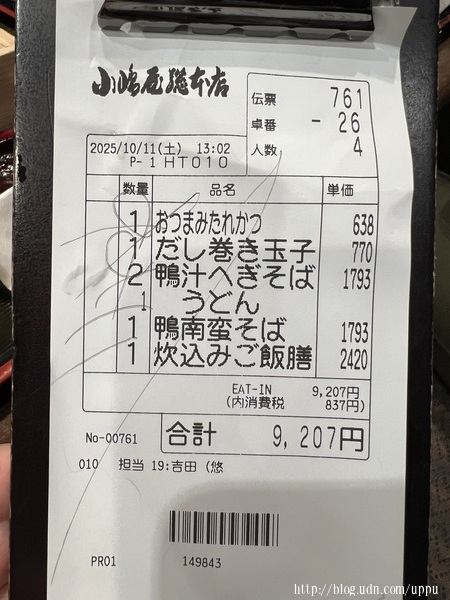 小嶋屋総本店
伝票 761
卓番 - 26
人数 4
2025/10/11(土) 13:02
P-1HT010
数量 品名 単価
1 おつまみたれかつ 638
1 だし巻き玉子 770
2 鴨汁へぎそば 1793
1 うどん
1 鴨南蛮そば 1793
1 炊込みご飯膳 2420
EAT-IN 9,207円
(内消費税 837円)
No-00761
合計 9,207円
010 担当 19:吉田 (悠
PR01 149843
http://blog.udn.com/uppu